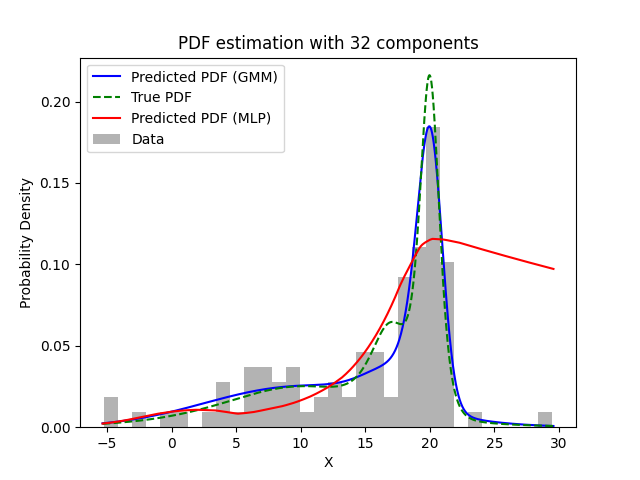 PDF estimation with 32 components
Predicted PDF (GMM)
True PDF
Predicted PDF (MLP)
Data
Probability Density
0.20
0.15
0.10
0.05
0.00
−5
0
5
10
15
20
25
30
X